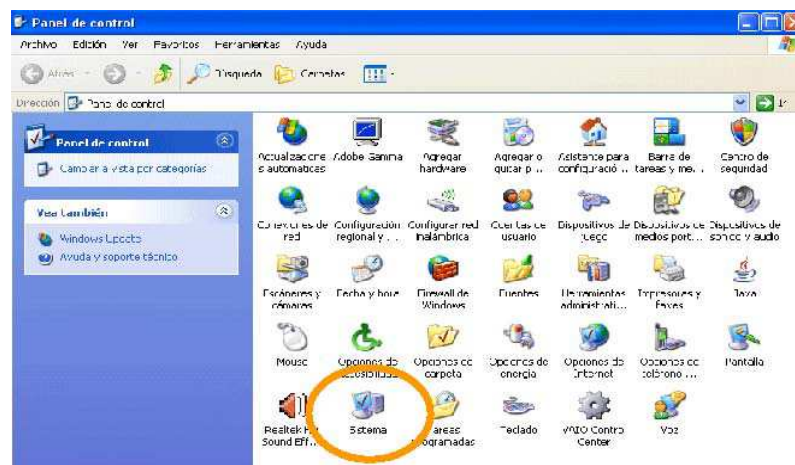 Panel de control
Archivo Edición Ver Favoritos Herramientas Ayuda
Atrás Búsqueda Carpetas
Dirección Panel de control Ir
Panel de control
Cambiar a vista por categorías
Vea también
Windows Update
Ayuda y soporte técnico
Actualizacione Adobe Gamma Agregar Agregar o Asistente para Barra de Centro de
s automáticas hardware quitar p... configuració... tareas y me... seguridad
Conexiones de Configuración Configurar red Cuentas de Dispositivos de Dispositivos de Dispositivos de
red regional y ... inalámbrica usuario juego medios port... sonido y audio
Escáneres y Fecha y hora Firewall de Fuentes Herramientas Impresoras y Java
cámaras Windows administrati... faxes
Mouse Opciones de Opciones de Opciones de Opciones de Opciones de Pantalla
accesibilidad carpeta energía Internet teléfono ...
Realtek Sistema Tareas Teclado VAIO Control Voz
Sound Eff... programadas Center